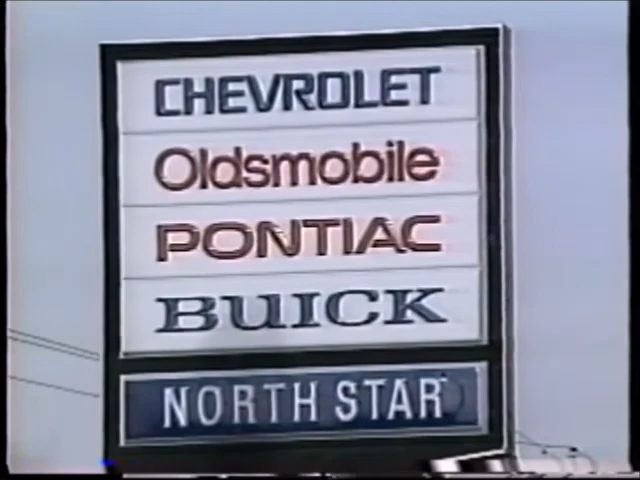 CHEVROLET
Oldsmobile
PONTIAC
BUICK
NORTH STAR